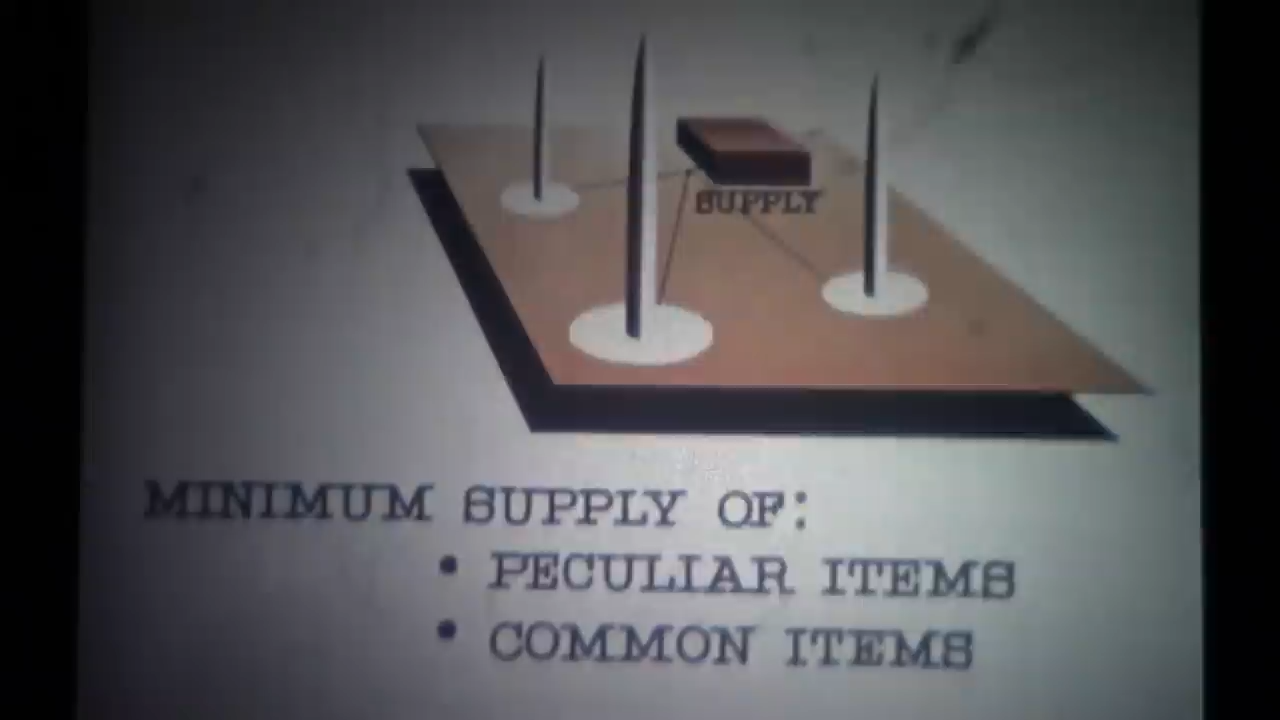 SUPPLY
MINIMUM SUPPLY OF:
• PECULIAR ITEMS
• COMMON ITEMS